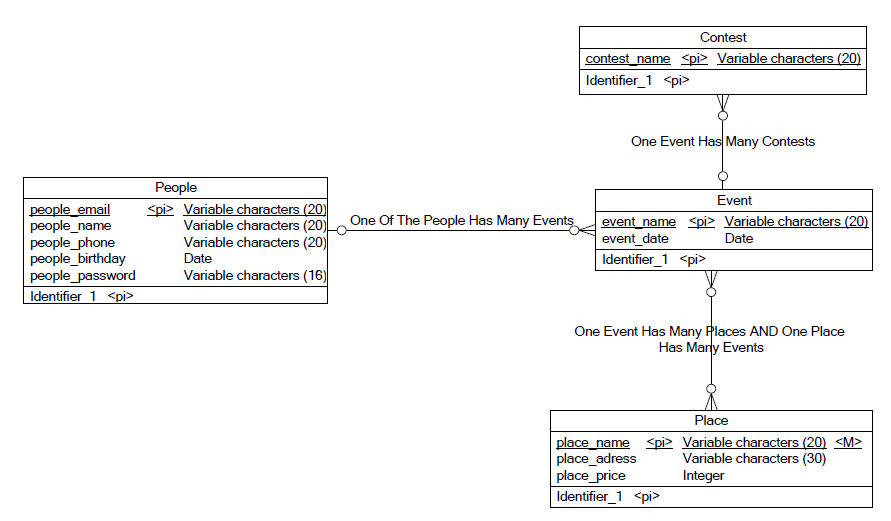 Contest
contest_name <pi> Variable characters (20)
Identifier_1 <pi>
One Event Has Many Contests
People
people_email <pi> Variable characters (20)
people_name Variable characters (20)
people_phone Variable characters (20)
people_birthday Date
people_password Variable characters (16)
Identifier_1 <pi>
One Of The People Has Many Events
Event
event_name <pi> Variable characters (20)
event_date Date
Identifier_1 <pi>
One Event Has Many Places AND One Place
Has Many Events
Place
place_name <pi> Variable characters (20) <M>
place_adress Variable characters (30)
place_price Integer
Identifier_1 <pi>